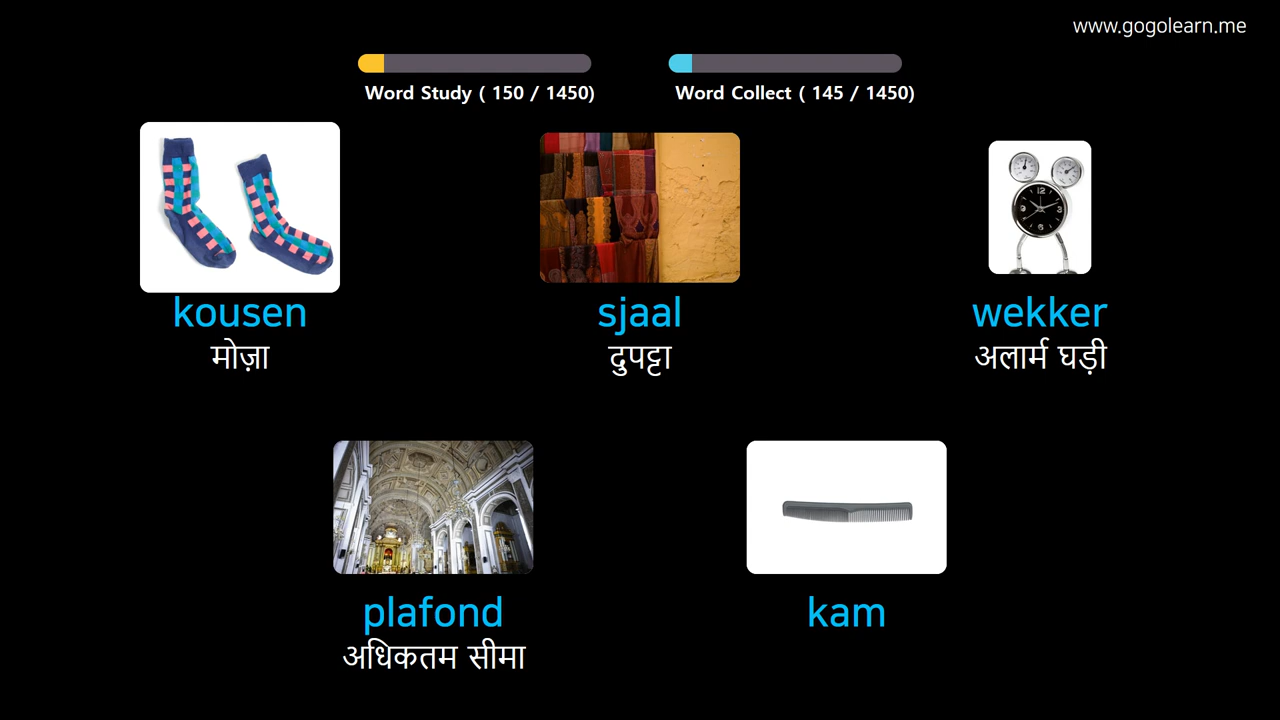 www.gogolearn.me
Word Study ( 150 / 1450)
Word Collect ( 145 / 1450)
kousen
मोज़ा
sjaal
दुपट्टा
wekker
अलार्म घड़ी
plafond
अधिकतम सीमा
kam